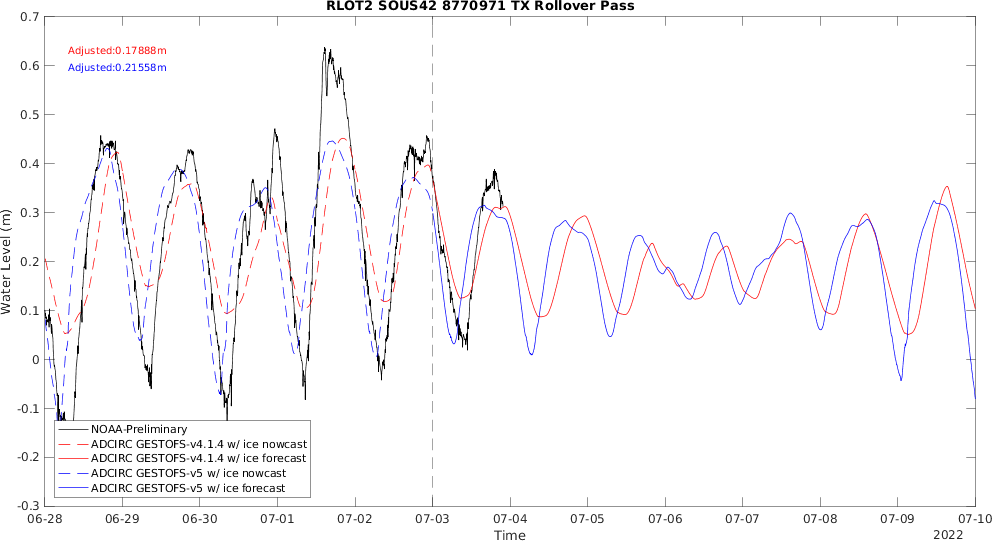 RLOT2 SOUS42 8770971 TX Rollover Pass
Adjusted:0.17888m
Adjusted:0.21558m
Water Level (m)
0.7
0.6
0.5
0.4
0.3
0.2
0.1
0
-0.1
-0.2
-0.3
NOAA-Preliminary
ADCIRC GESTOFS-v4.1.4 w/ ice nowcast
ADCIRC GESTOFS-v4.1.4 w/ ice forecast
ADCIRC GESTOFS-v5 w/ ice nowcast
ADCIRC GESTOFS-v5 w/ ice forecast
06-28 06-29 06-30 07-01 07-02 07-03 07-04 07-05 07-06 07-07 07-08 07-09 07-10
Time
2022